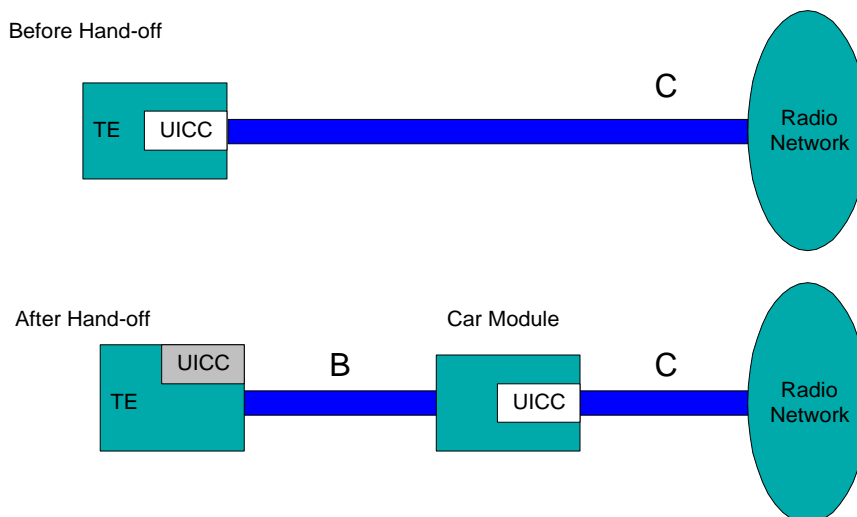 Before Hand-off
C
TE
UICC
Radio
Network
After Hand-off
Car Module
UICC
B
C
TE
UICC
Radio
Network